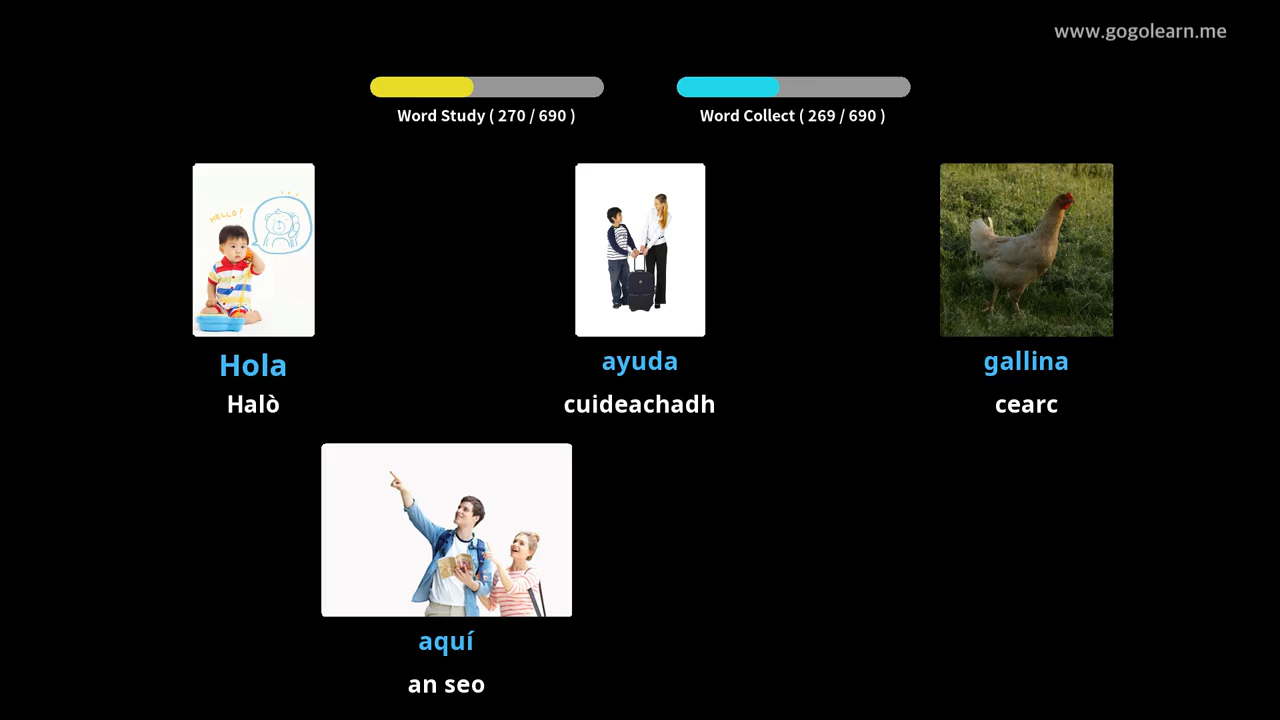 www.gogolearn.me
Word Study ( 270 / 690 )
Word Collect ( 269 / 690 )
HELLO?
Hola
Halò
ayuda
cuideachadh
gallina
cearc
aquí
an seo